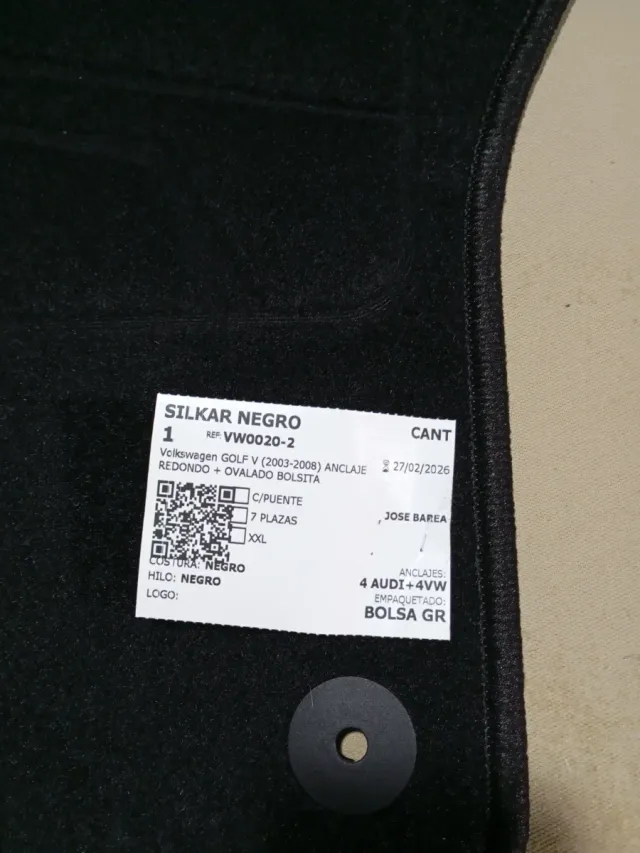 SILKAR NEGRO
1 REF: VW0020-2 CANT
Volkswagen GOLF V (2003-2008) ANCLAJE
REDONDO + OVALADO BOLSITA
27/02/2026
C/PUENTE
7 PLAZAS
, JOSE BAREA
XXL
COSTURA: NEGRO
HILO: NEGRO
LOGO:
ANCLAJES:
4 AUDI+4VW
EMPAQUETADO:
BOLSA GR